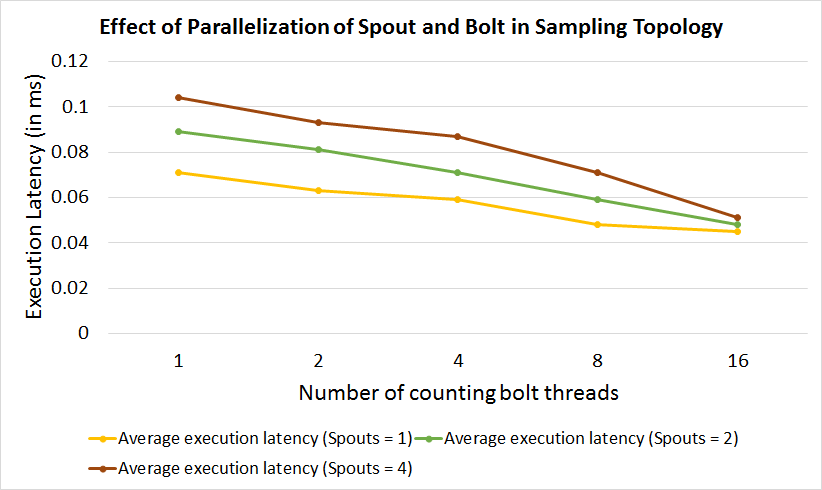 Effect of Parallelization of Spout and Bolt in Sampling Topology
0.12
0.1
0.08
0.06
0.04
0.02
0
Execution Latency (in ms)
1 2 4 8 16
Number of counting bolt threads
Average execution latency (Spouts = 1) Average execution latency (Spouts = 2)
Average execution latency (Spouts = 4)